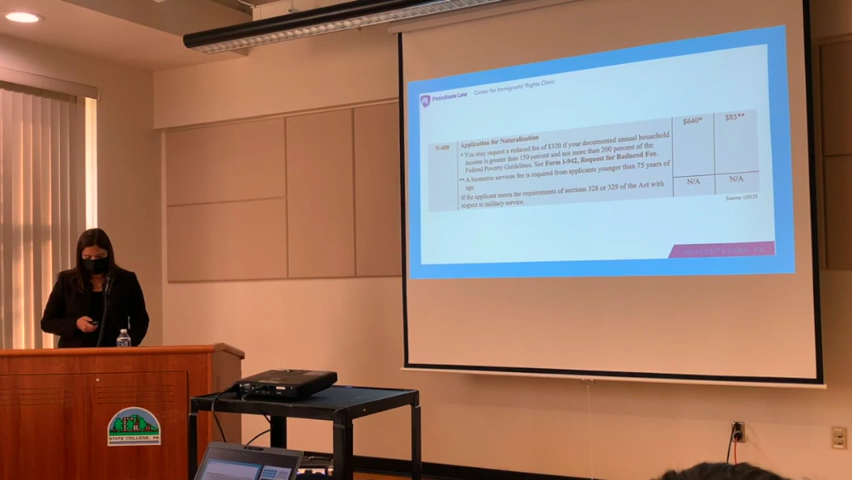 PennState Law Center for Immigrants' Rights Clinic
N-400 Application for Naturalization $640* $85**
* You may request a reduced fee of $320 if your documented annual household
income is greater than 150 percent and not more than 200 percent of the
Federal Poverty Guidelines. See Form I-942, Request for Reduced Fee.
** A biometric services fee is required from applicants younger than 75 years of
age.
If the applicant meets the requirements of sections 328 or 329 of the Act with
respect to military service. N/A N/A
Source: USCIS
STATE COLLEGE, PA